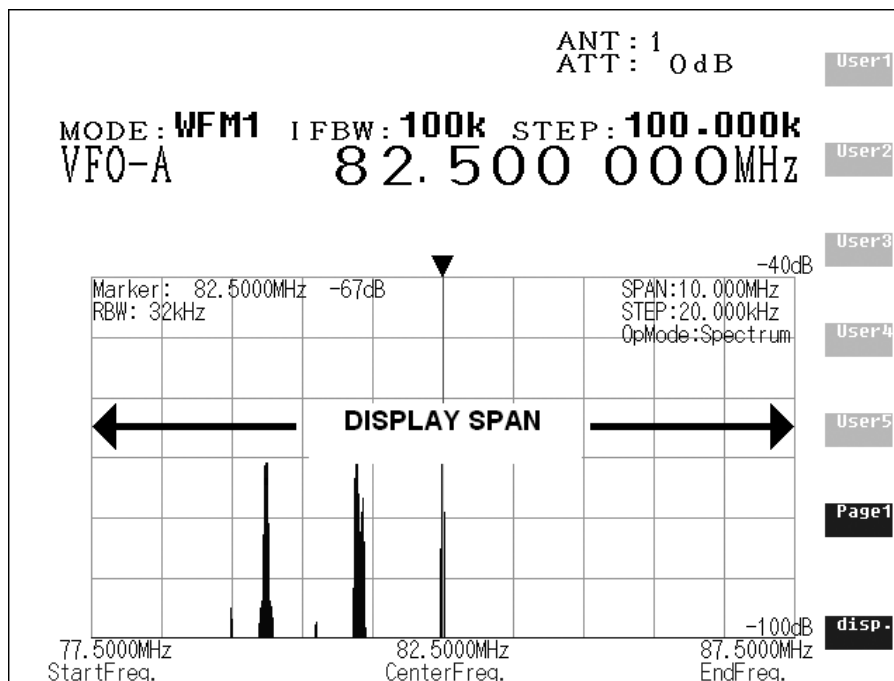 ANT:1
ATT: 0dB
User1
MODE:WFM1 IFBW:100k STEP:100.000k
VFO-A 82.500 000MHz
User2
User3
-40dB
Marker: 82.5000MHz -67dB
SPAN:10.000MHz
RBW: 32kHz
STEP:20.000kHz
OpMode:Spectrum
User4
DISPLAY SPAN
User5
Page1
-100dB
disp.
77.5000MHz 82.5000MHz 87.5000MHz
StartFreq. CenterFreq. EndFreq.